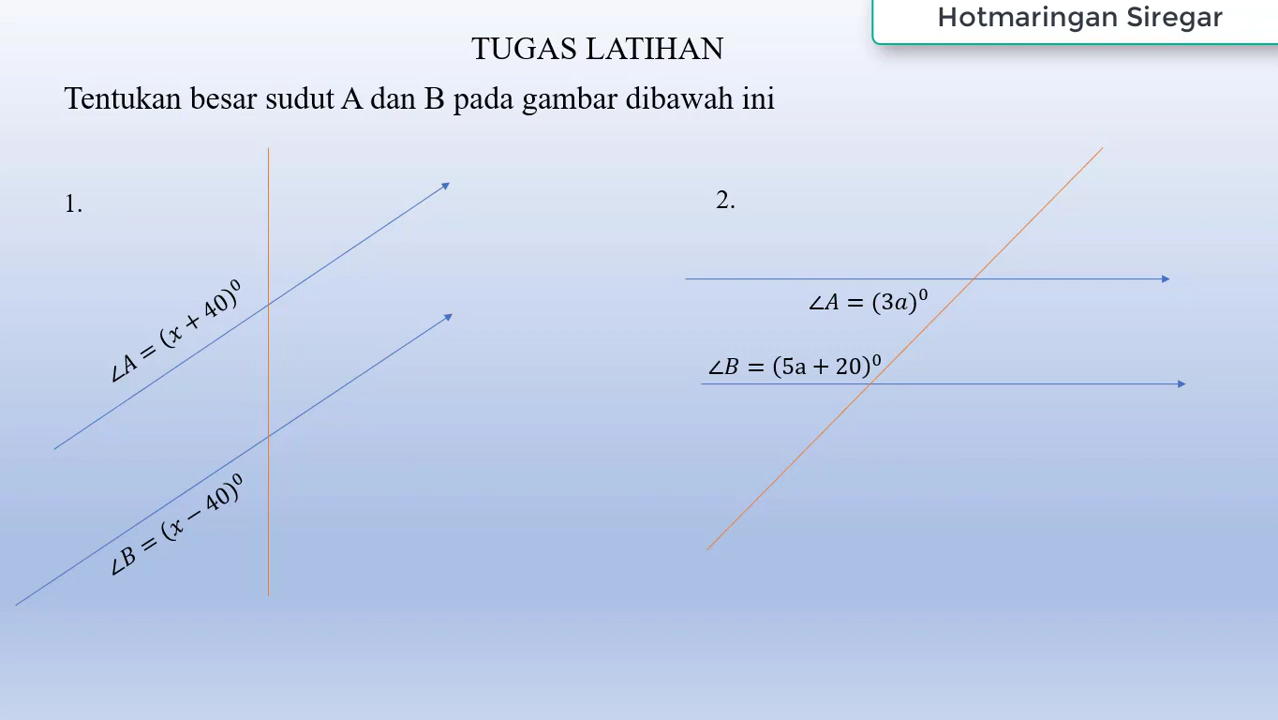 Hotmaringan Siregar
TUGAS LATIHAN
Tentukan besar sudut A dan B pada gambar dibawah ini
1.
∠A = (x + 40)⁰
∠B = (x − 40)⁰
2.
∠A = (3a)⁰
∠B = (5a + 20)⁰